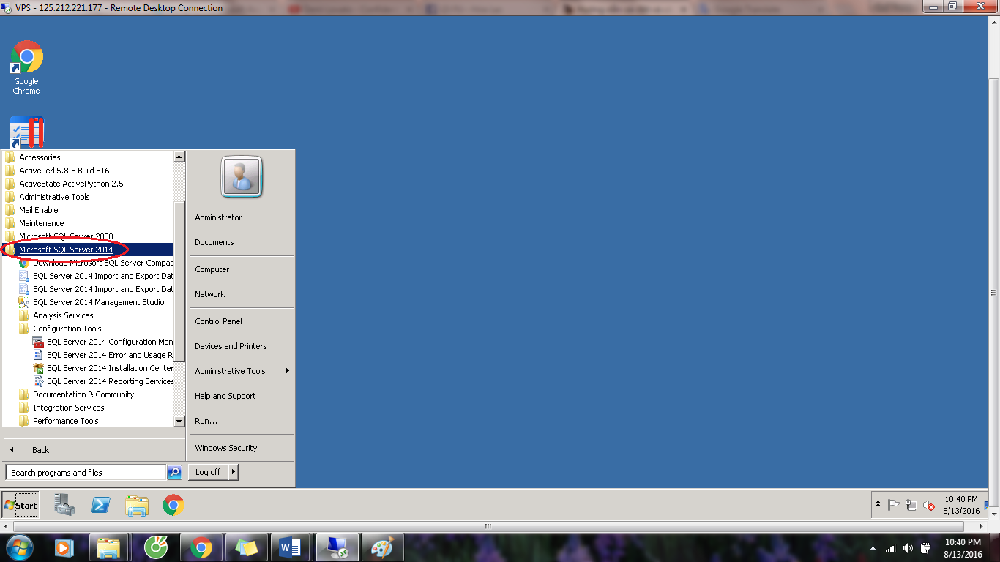 VPS - 125.212.221.177 - Remote Desktop Connection
Google
Chrome
Accessories
ActivePerl 5.8.8 Build 816
ActiveState ActivePython 2.5
Administrative Tools
Mail Enable
Maintenance
Microsoft SQL Server 2008
Microsoft SQL Server 2014
Download Microsoft SQL Server Compac
SQL Server 2014 Import and Export Dat
SQL Server 2014 Import and Export Dat
SQL Server 2014 Management Studio
Analysis Services
Configuration Tools
SQL Server 2014 Configuration Man
SQL Server 2014 Error and Usage R
SQL Server 2014 Installation Center
SQL Server 2014 Reporting Services
Documentation & Community
Integration Services
Performance Tools
Back
Search programs and files
Administrator
Documents
Computer
Network
Control Panel
Devices and Printers
Administrative Tools
Help and Support
Run...
Windows Security
Log off
Start
10:40 PM
8/13/2016
10:40 PM
8/13/2016